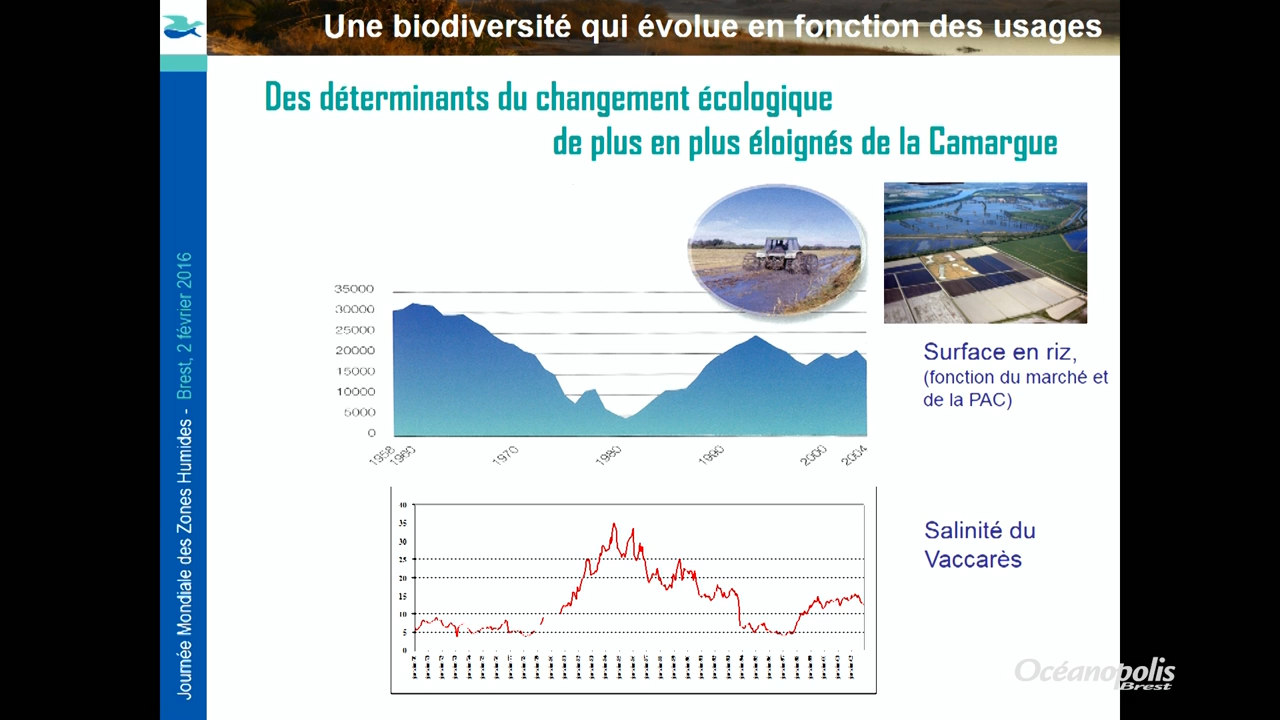 Une biodiversité qui évolue en fonction des usages
Des déterminants du changement écologique
de plus en plus éloignés de la Camargue
Journée Mondiale des Zones Humides - Brest, 2 février 2016
35000
30000
25000
20000
15000
10000
5000
0
1958
1960
1970
1980
1990
2000
2004
Surface en riz,
(fonction du marché et
de la PAC)
40
35
30
25
20
15
10
5
0
Salinité du
Vaccarès
Océanopolis
Brest